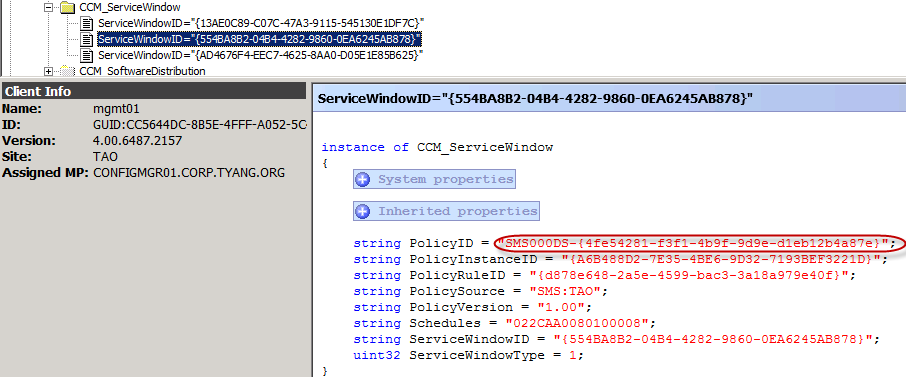 CCM_ServiceWindow
ServiceWindowID="{13AE0C89-C07C-47A3-9115-545130E1DF7C}"
ServiceWindowID="{554BA8B2-04B4-4282-9860-0EA6245AB878}"
ServiceWindowID="{AD4676F4-EEC7-4625-8AA0-D05E1E85B625}"
CCM_SoftwareDistribution
Client Info
Name: mgmt01
ID: GUID:CC5644DC-8B5E-4FFF-A052-5C
Version: 4.00.6487.2157
Site: TAO
Assigned MP: CONFIGMGR01.CORP.TYANG.ORG
ServiceWindowID="{554BA8B2-04B4-4282-9860-0EA6245AB878}"
instance of CCM_ServiceWindow
{
System properties
Inherited properties
string PolicyID = "SMS000DS-{4fe54281-f3f1-4b9f-9d9e-d1eb12b4a87e}";
string PolicyInstanceID = "{A6B488D2-7E35-4BE6-9D32-7193BEF3221D}";
string PolicyRuleID = "{d878e648-2a5e-4599-bac3-3a18a979e40f}";
string PolicySource = "SMS:TAO";
string PolicyVersion = "1.00";
string Schedules = "022CAA0080100008";
string ServiceWindowID = "{554BA8B2-04B4-4282-9860-0EA6245AB878}";
uint32 ServiceWindowType = 1;
}